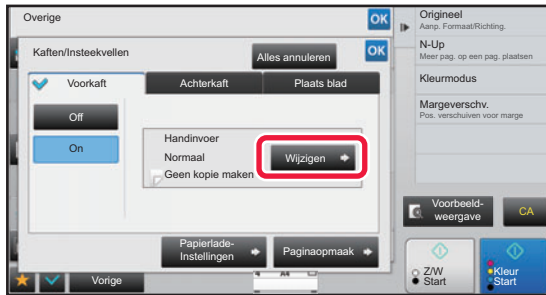 Overige
OK
Kaften/Insteekvellen
Alles annuleren
OK
Voorkaft
Achterkaft
Plaats blad
Off
On
Handinvoer
Normaal
Geen kopie maken
Wijzigen
Papierlade-
Instellingen
Paginaopmaak
Vorige
A4
Origineel
Aanp. Formaat/Richting.
N-Up
Meer pag. op een pag. plaatsen
Kleurmodus
Margeverschv.
Pos. verschuiven voor marge
Voorbeeld-
weergave
CA
Z/W
Start
Kleur
Start